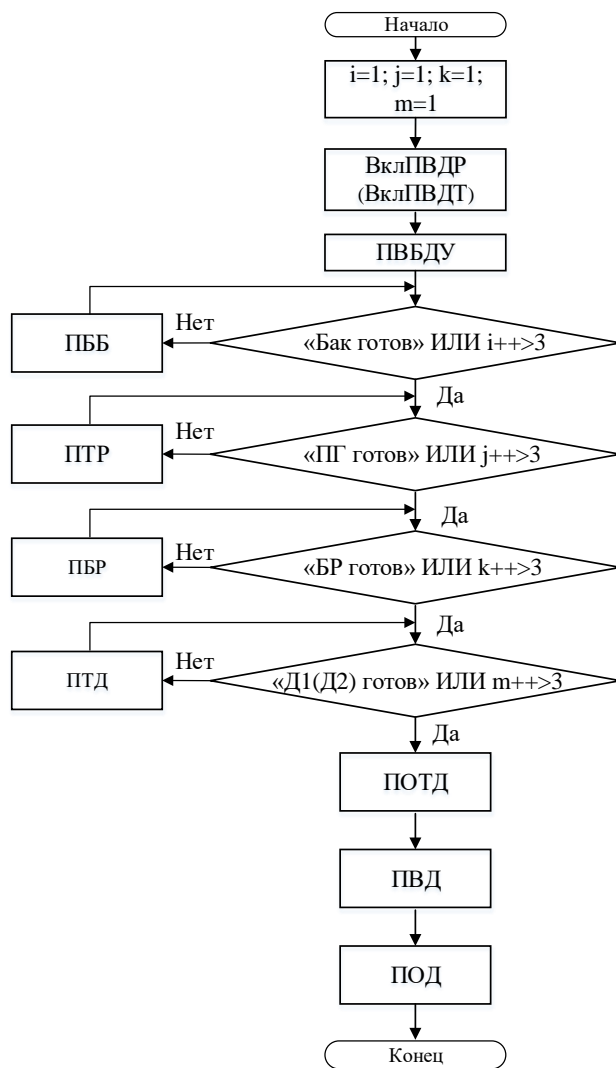 Начало
i=1; j=1; k=1;
m=1
ВклПВДР
(ВклПВДТ)
ПВБДУ
ПББ
Нет
«Бак готов» ИЛИ i++>3
Да
ПТР
Нет
«ПГ готов» ИЛИ j++>3
Да
ПБР
Нет
«БР готов» ИЛИ k++>3
Да
ПТД
Нет
«Д1(Д2) готов» ИЛИ m++>3
Да
ПОТД
ПВД
ПОД
Конец